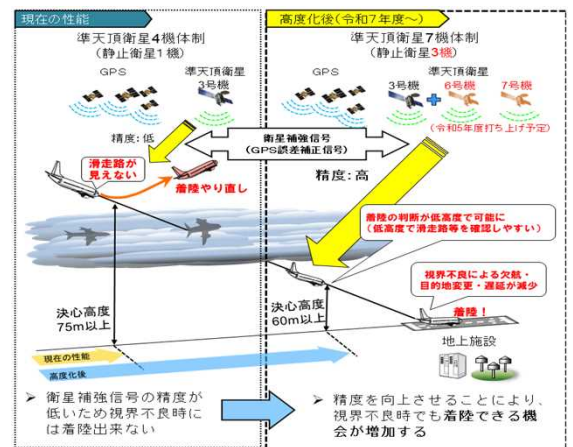 現在の性能
準天頂衛星4機体制
(静止衛星1機)
GPS
準天頂衛星
3号機
精度:低
滑走路が
見えない
着陸やり直し
決心高度
75m以上
衛星補強信号
(GPS誤差補正信号)
高度化後(令和7年度～)
準天頂衛星7機体制
(静止衛星3機)
GPS
準天頂衛星
3号機
6号機
7号機
(令和5年度打ち上げ予定)
精度:高
着陸の判断が低高度で可能に
(低高度で滑走路等を確認しやすい)
視界不良による欠航・
目的地変更・遅延が減少
着陸!
決心高度
60m以上
地上施設
現在の性能
高度化後
➢ 衛星補強信号の精度が
低いため視界不良時に
は着陸出来ない
➢ 精度を向上させることにより、
視界不良時でも着陸できる機
会が増加する